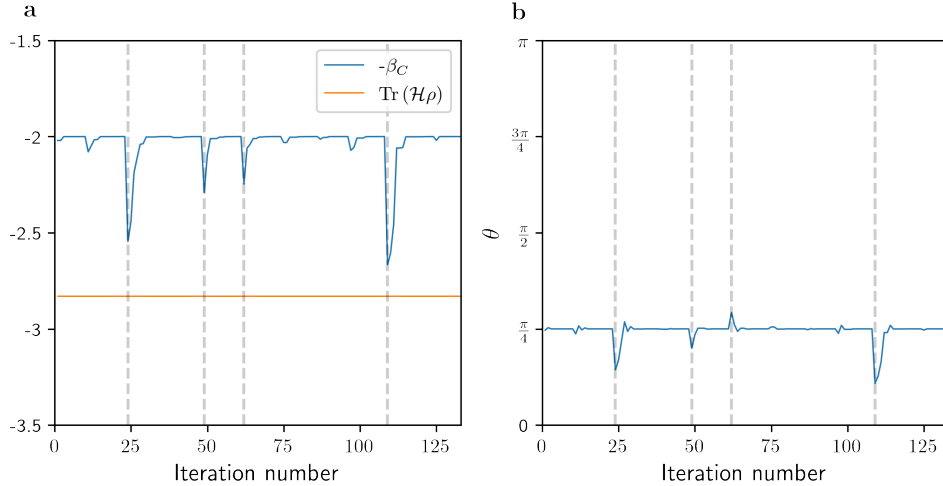 a
-1.5
-2
-2.5
-3
-3.5
0
25
50
75
100
125
Iteration number
-β_C
Tr (ℋρ)
b
π
3π/4
π/2
π/4
0
θ
0
25
50
75
100
125
Iteration number